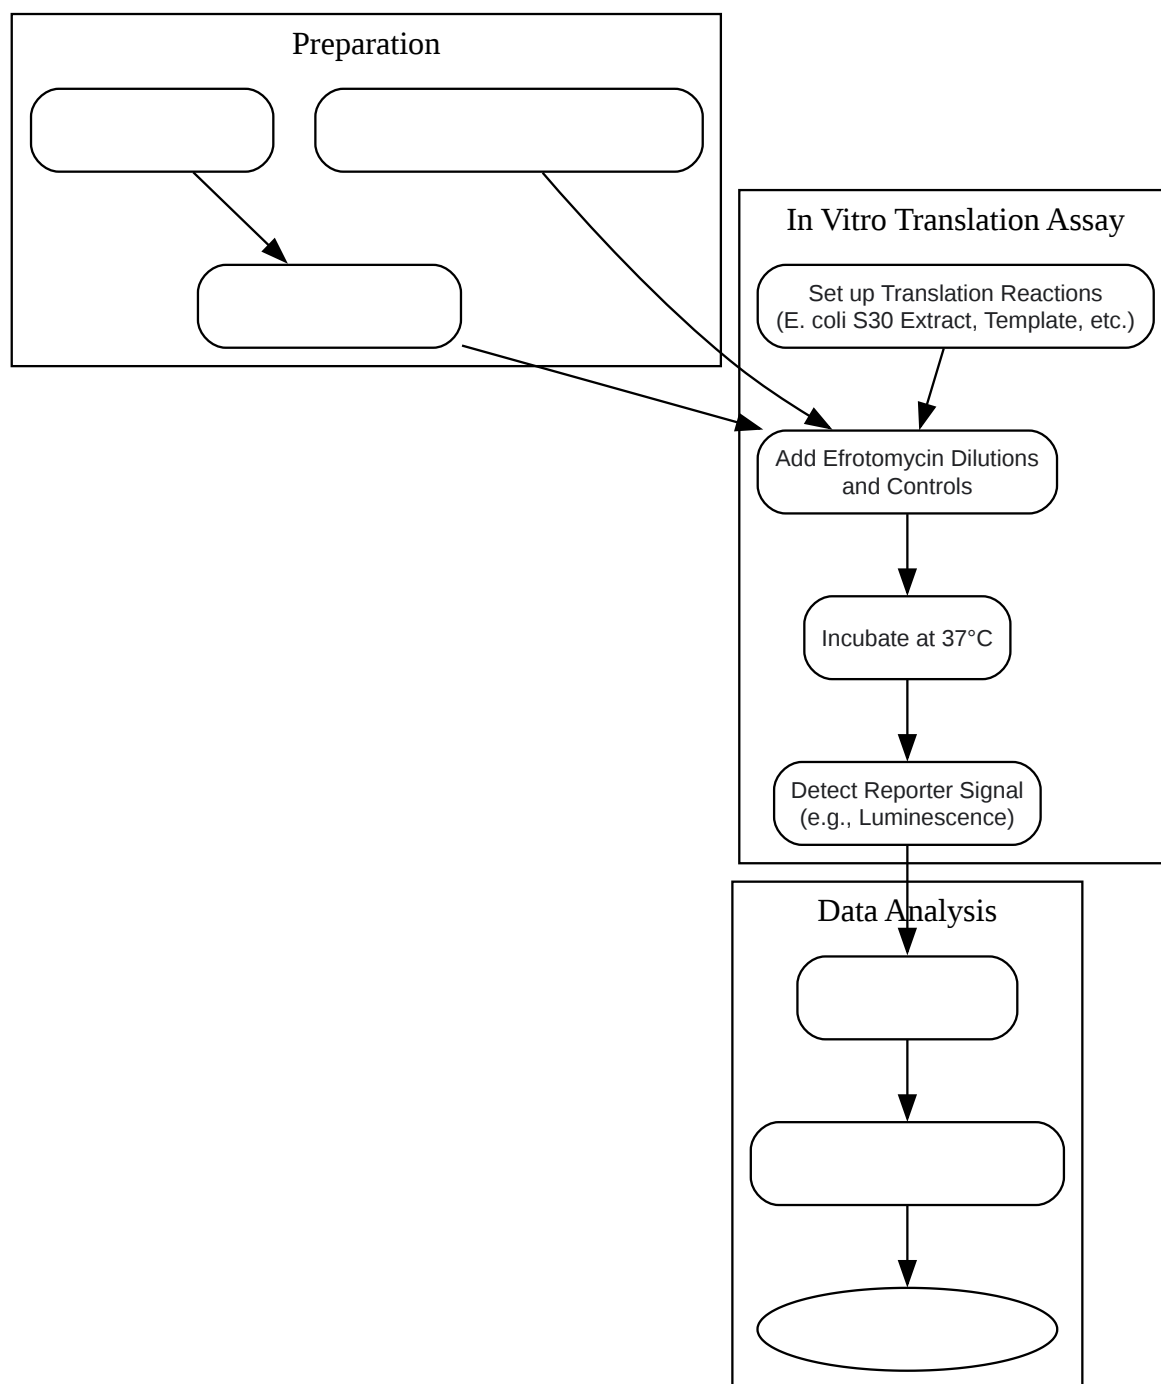 Preparation
In Vitro Translation Assay
Set up Translation Reactions
(E. coli S30 Extract, Template, etc.)
Add Efrotomycin Dilutions
and Controls
Incubate at 37°C
Detect Reporter Signal
(e.g., Luminescence)
Data Analysis